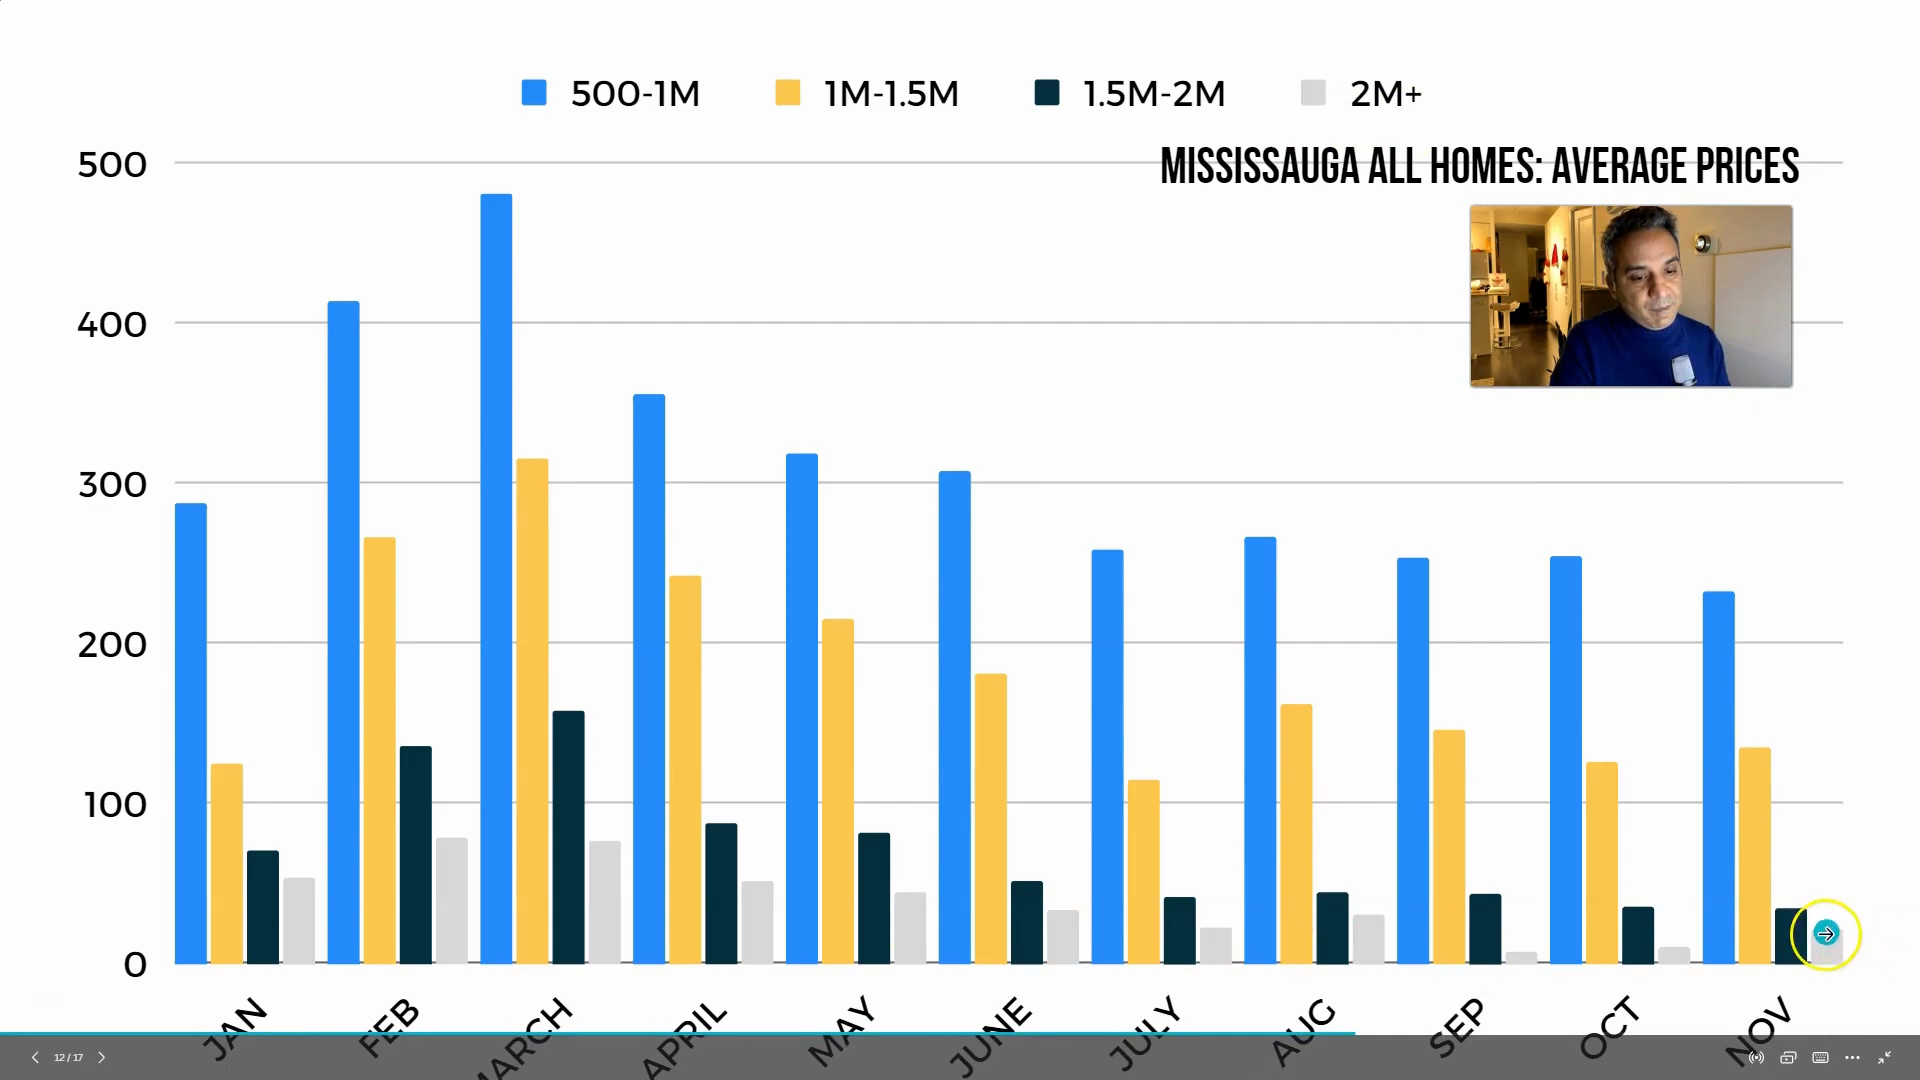 500-1M 1M-1.5M 1.5M-2M 2M+
MISSISSAUGA ALL HOMES: AVERAGE PRICES
500
400
300
200
100
0
JAN FEB MARCH APRIL MAY JUNE JULY AUG SEP OCT NOV
12 / 17